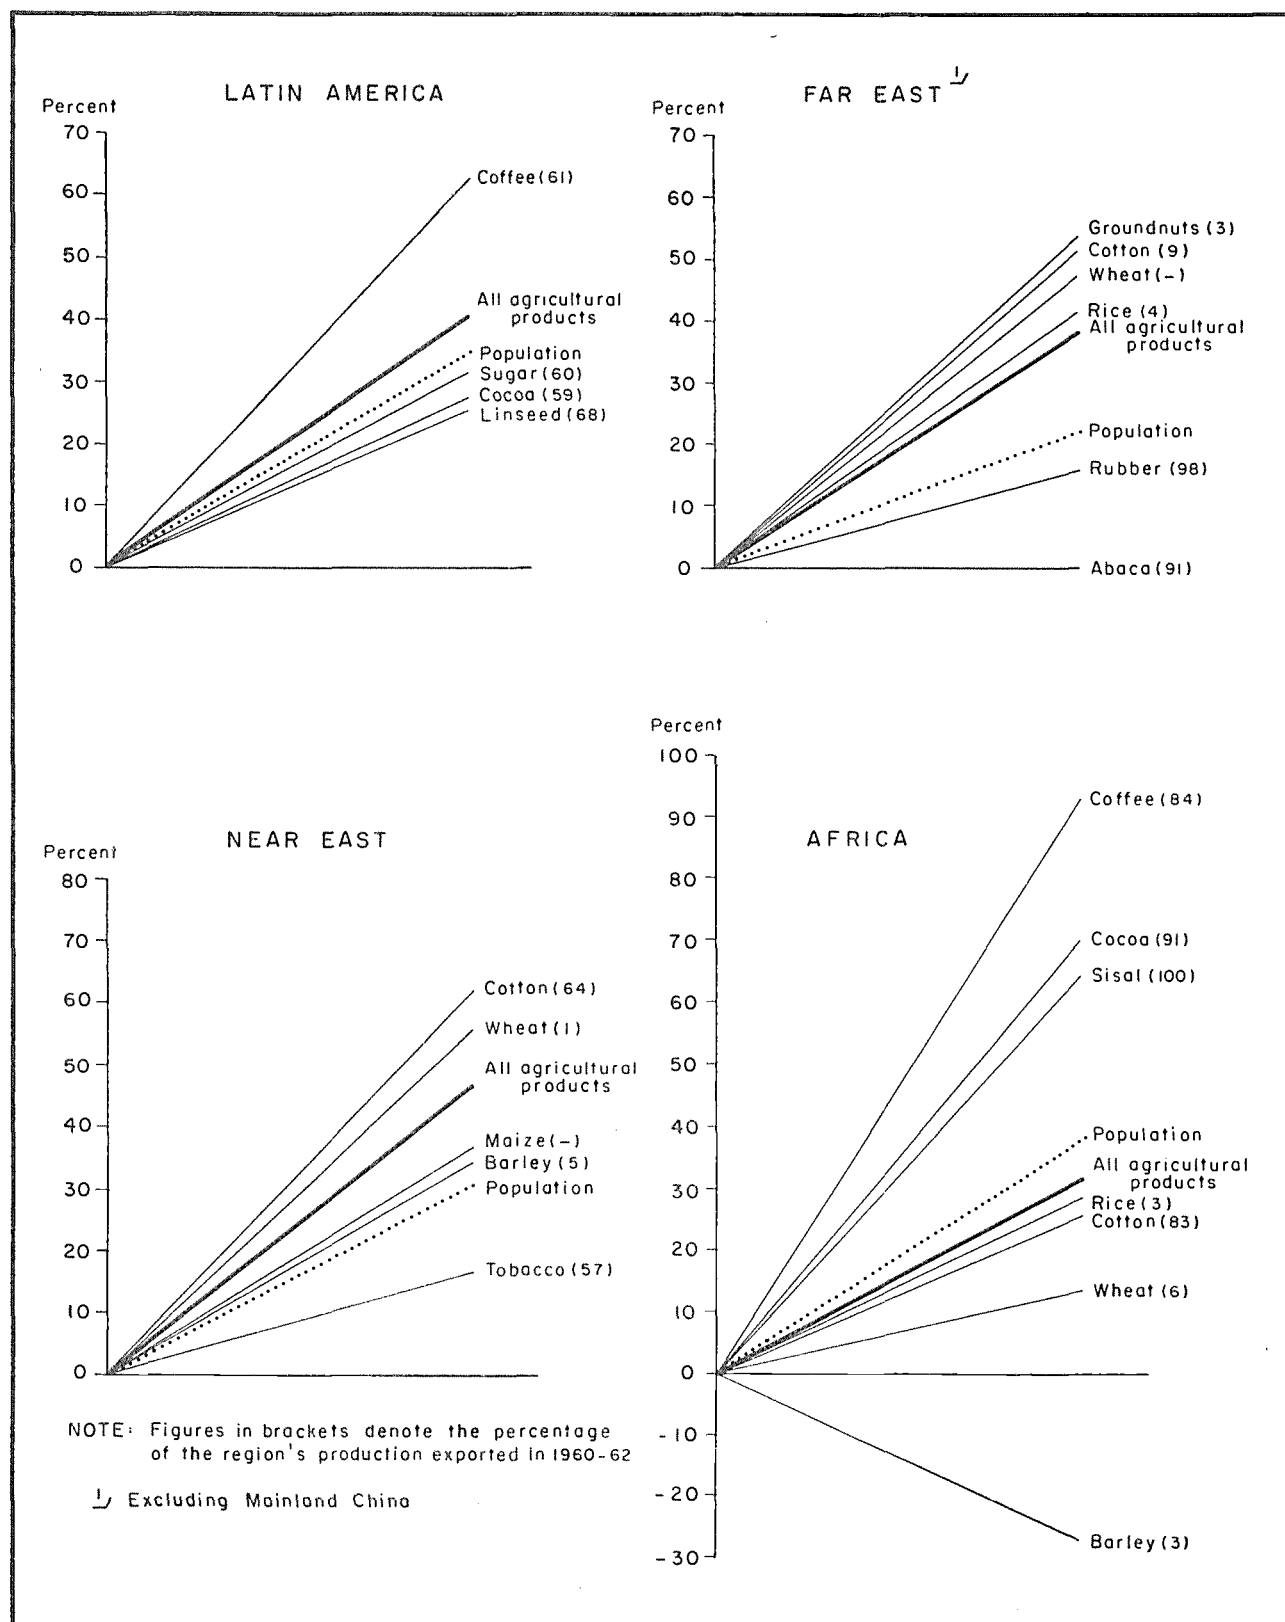 LATIN AMERICA
Percent
70
60
50
40
30
20
10
0
Coffee (61)
All agricultural
products
Population
Sugar (60)
Cocoa (59)
Linseed (68)
FAR EAST 1/
Percent
70
60
50
40
30
20
10
0
Groundnuts (3)
Cotton (9)
Wheat (-)
Rice (4)
All agricultural
products
Population
Rubber (98)
Abaca (91)
NEAR EAST
Percent
80
70
60
50
40
30
20
10
0
Cotton (64)
Wheat (1)
All agricultural
products
Maize (-)
Barley (5)
Population
Tobacco (57)
AFRICA
Percent
100
90
80
70
60
50
40
30
20
10
0
-10
-20
-30
Coffee (84)
Cocoa (91)
Sisal (100)
Population
All agricultural
products
Rice (3)
Cotton (83)
Wheat (6)
Barley (3)
NOTE: Figures in brackets denote the percentage
of the region's production exported in 1960-62
1/ Excluding Mainland China